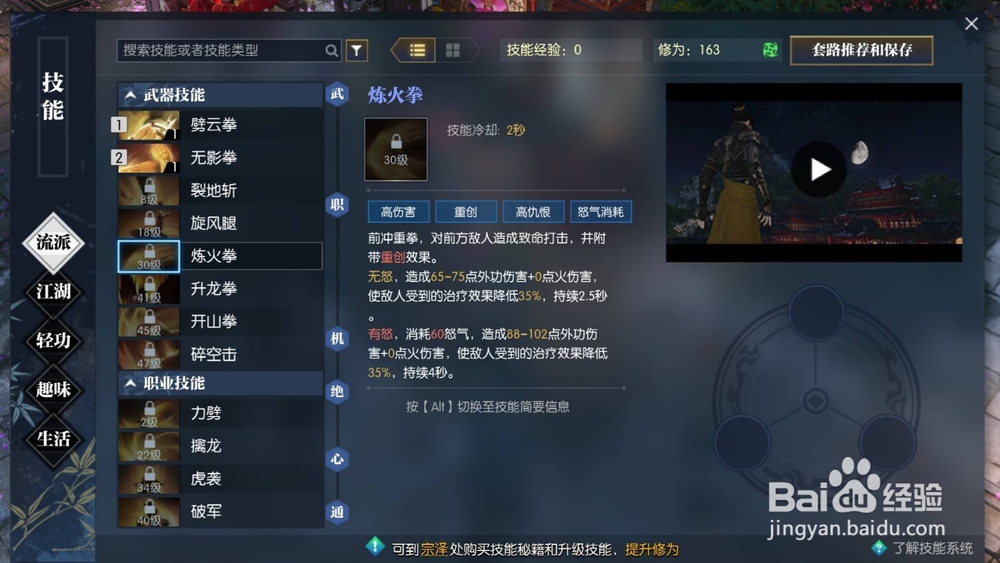 搜索技能或者技能类型
技能经验：0
修为：163
套路推荐和保存
技能
流派
江湖
轻功
趣味
生活
武器技能
1
1
劈云拳
2
1
无影拳
8级
裂地斩
18级
旋风腿
30级
炼火拳
41级
升龙拳
45级
开山拳
47级
碎空击
职业技能
2级
力劈
22级
擒龙
34级
虎袭
40级
破军
武
职
机
绝
心
通
炼火拳
30级
技能冷却：2秒
高伤害
重创
高仇恨
怒气消耗
前冲重拳，对前方敌人造成致命打击，并附
带重创效果。
无怒，造成65-75点外功伤害+0点火伤害，
使敌人受到的治疗效果降低35%，持续2.5秒
。
有怒，消耗60怒气，造成88-102点外功伤
害+0点火伤害，使敌人受到的治疗效果降低
35%，持续4秒。
按【Alt】切换至技能简要信息
可到宗泽处购买技能秘籍和升级技能，提升修为
了解技能系统
Baidu经验
jingyan.baidu.com